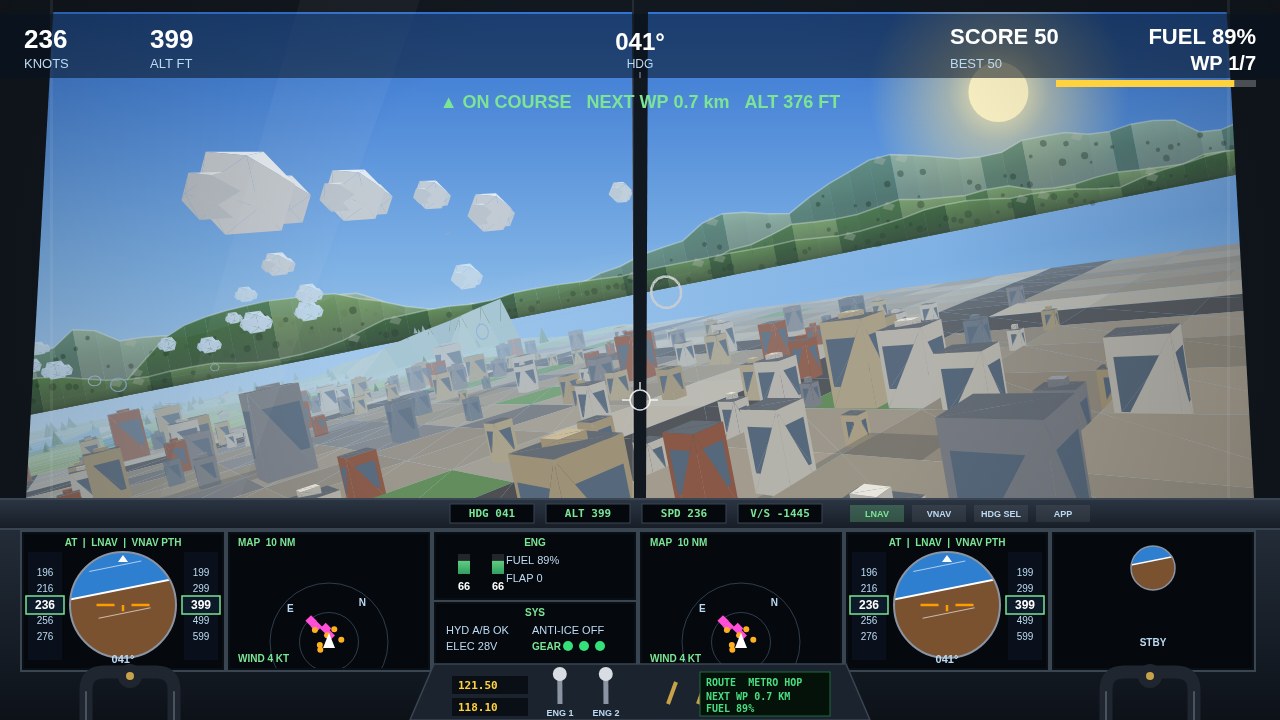 236
KNOTS
399
ALT FT
041°
HDG
SCORE 50
BEST 50
FUEL 89%
WP 1/7
▲ ON COURSE NEXT WP 0.7 km ALT 376 FT
HDG 041
ALT 399
SPD 236
V/S -1445
LNAV
VNAV
HDG SEL
APP
AT | LNAV | VNAV PTH
196
216
236
256
276
199
299
399
499
599
041°
MAP 10 NM
E
N
WIND 4 KT
ENG
FUEL 89%
FLAP 0
66
66
SYS
HYD A/B OK
ANTI-ICE OFF
ELEC 28V
GEAR
MAP 10 NM
E
N
WIND 4 KT
AT | LNAV | VNAV PTH
196
216
236
256
276
199
299
399
499
599
041°
STBY
121.50
118.10
ENG 1
ENG 2
ROUTE METRO HOP
NEXT WP 0.7 KM
FUEL 89%